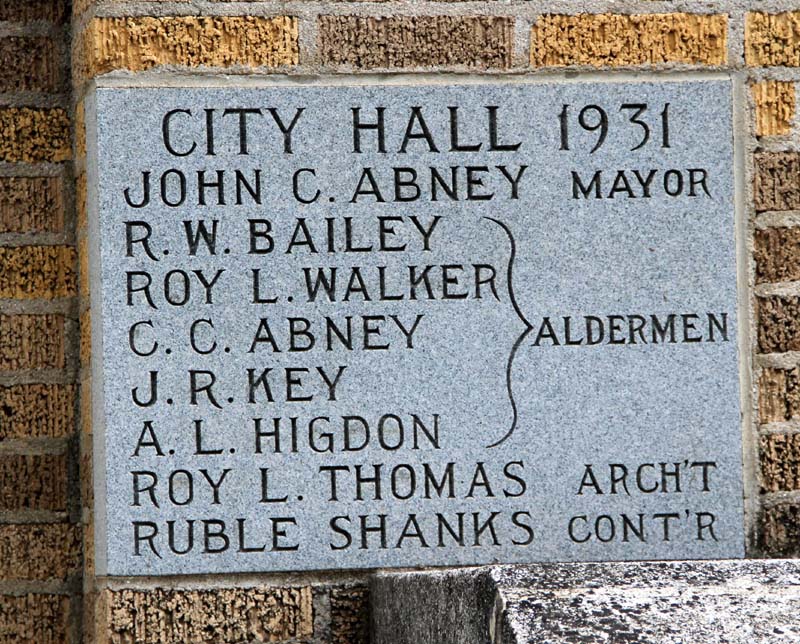 CITY HALL 1931
JOHN C. ABNEY MAYOR
R. W. BAILEY
ROY L. WALKER
C. C. ABNEY ALDERMEN
J. R. KEY
A. L. HIGDON
ROY L. THOMAS ARCH'T
RUBLE SHANKS CONT'R